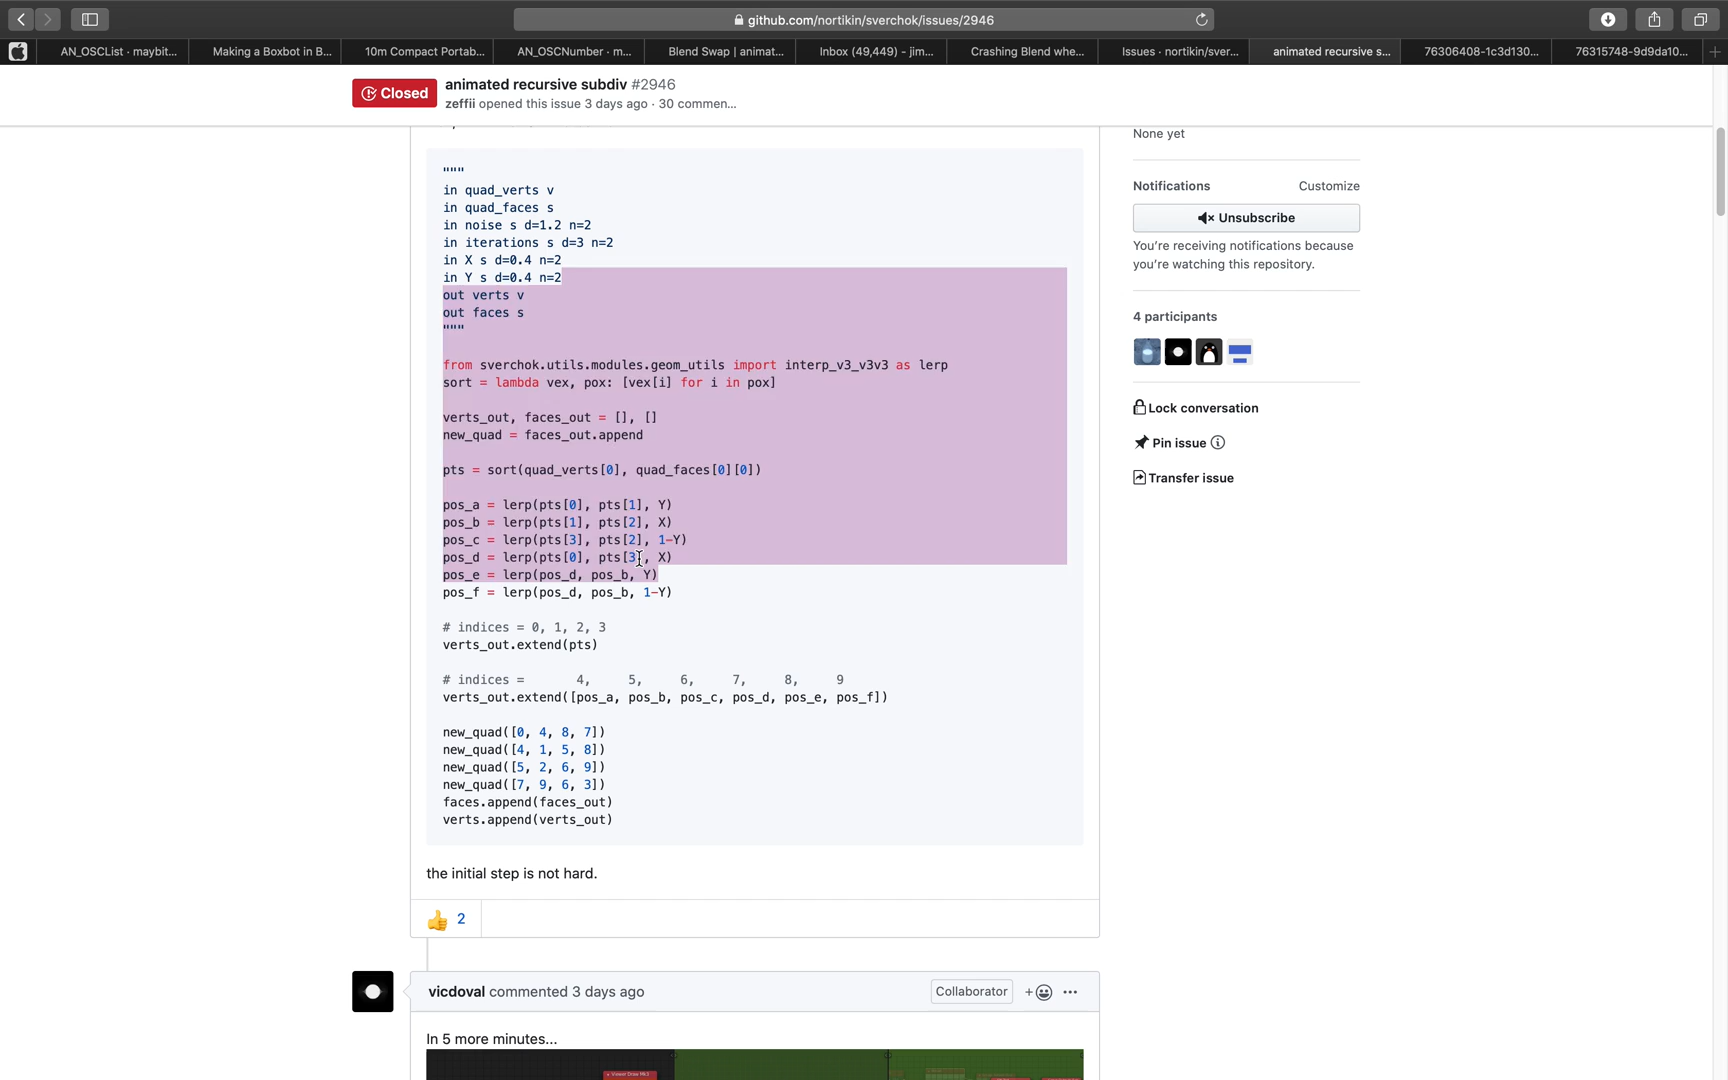 github.com/nortikin/sverchok/issues/2946
AN_OSCList · maybit...
Making a Boxbot in B...
10m Compact Portab...
AN_OSCNumber · m...
Blend Swap | animat...
Inbox (49,449) - jim...
Crashing Blend whe...
Issues · nortikin/sver...
animated recursive s...
76306408-1c3d130...
76315748-9d9da10...
Closed
animated recursive subdiv #2946
zeffii opened this issue 3 days ago · 30 commen...
None yet
"""
in quad_verts v
in quad_faces s
in noise s d=1.2 n=2
in iterations s d=3 n=2
in X s d=0.4 n=2
in Y s d=0.4 n=2
out verts v
out faces s
"""
from sverchok.utils.modules.geom_utils import interp_v3_v3v3 as lerp
sort = lambda vex, pox: [vex[i] for i in pox]
verts_out, faces_out = [], []
new_quad = faces_out.append
pts = sort(quad_verts[0], quad_faces[0][0])
pos_a = lerp(pts[0], pts[1], Y)
pos_b = lerp(pts[1], pts[2], X)
pos_c = lerp(pts[3], pts[2], 1-Y)
pos_d = lerp(pts[0], pts[3], X)
pos_e = lerp(pos_d, pos_b, Y)
pos_f = lerp(pos_d, pos_b, 1-Y)
# indices = 0, 1, 2, 3
verts_out.extend(pts)
# indices = 4, 5, 6, 7, 8, 9
verts_out.extend([pos_a, pos_b, pos_c, pos_d, pos_e, pos_f])
new_quad([0, 4, 8, 7])
new_quad([4, 1, 5, 8])
new_quad([5, 2, 6, 9])
new_quad([7, 9, 6, 3])
faces.append(faces_out)
verts.append(verts_out)
the initial step is not hard.
2
Notifications
Customize
Unsubscribe
You're receiving notifications because
you're watching this repository.
4 participants
Lock conversation
Pin issue
Transfer issue
vicdoval commented 3 days ago
Collaborator
In 5 more minutes...